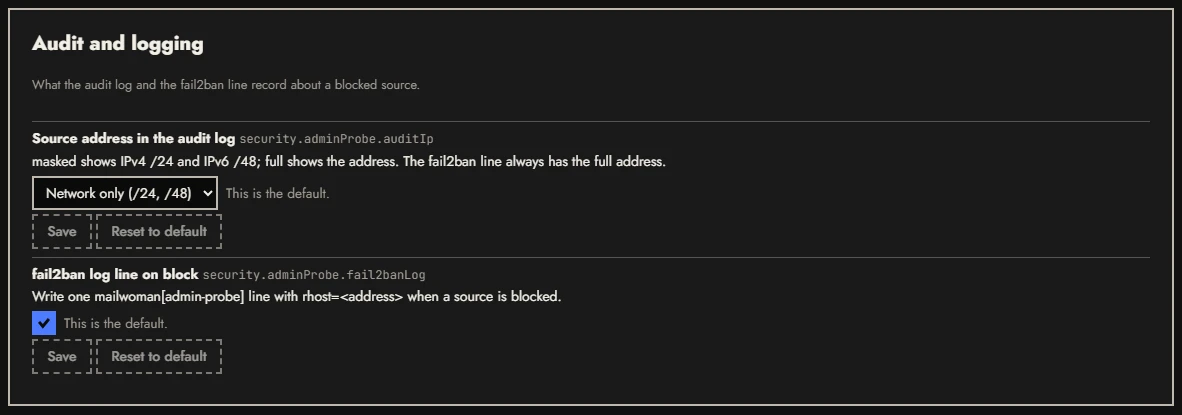 Audit and logging
What the audit log and the fail2ban line record about a blocked source.
Source address in the audit log security.adminProbe.auditIp
masked shows IPv4 /24 and IPv6 /48; full shows the address. The fail2ban line always has the full address.
Network only (/24, /48) This is the default.
Save Reset to default
fail2ban log line on block security.adminProbe.fail2banLog
Write one mailwoman[admin-probe] line with rhost=<address> when a source is blocked.
This is the default.
Save Reset to default